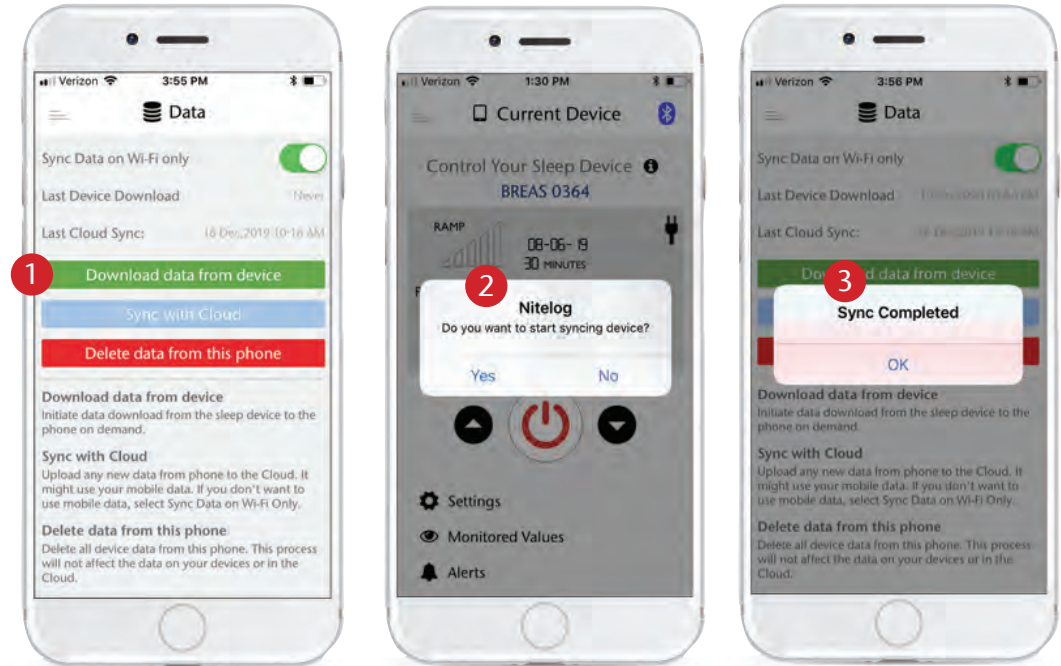 Verizon 3:55 PM
Data
Sync Data on Wi-Fi only
Last Device Download Never
Last Cloud Sync: 18 Dec,2019 10:18 AM
1
Download data from device
Sync with Cloud
Delete data from this phone
Download data from device
Initiate data download from the sleep device to the
phone on demand.
Sync with Cloud
Upload any new data from phone to the Cloud. It
might use your mobile data. If you don't want to
use mobile data, select Sync Data on Wi-Fi Only.
Delete data from this phone
Delete all device data from this phone. This process
will not affect the data on your devices or in the
Cloud.
Verizon 1:30 PM
Current Device
Control Your Sleep Device
BREAS 0364
RAMP
08-06-19
30 MINUTES
2
Nitelog
Do you want to start syncing device?
Yes No
Settings
Monitored Values
Alerts
Verizon 3:56 PM
Data
Sync Data on Wi-Fi only
Last Device Download
Last Cloud Sync:
Download data from device
3
Sync Completed
OK
Download data from device
Initiate data download from the sleep device to the
phone on demand.
Sync with Cloud
Upload any new data from phone to the Cloud. It
might use your mobile data. If you don't want to
use mobile data, select Sync Data on Wi-Fi Only.
Delete data from this phone
Delete all device data from this phone. This process
will not affect the data on your devices or in the
Cloud.